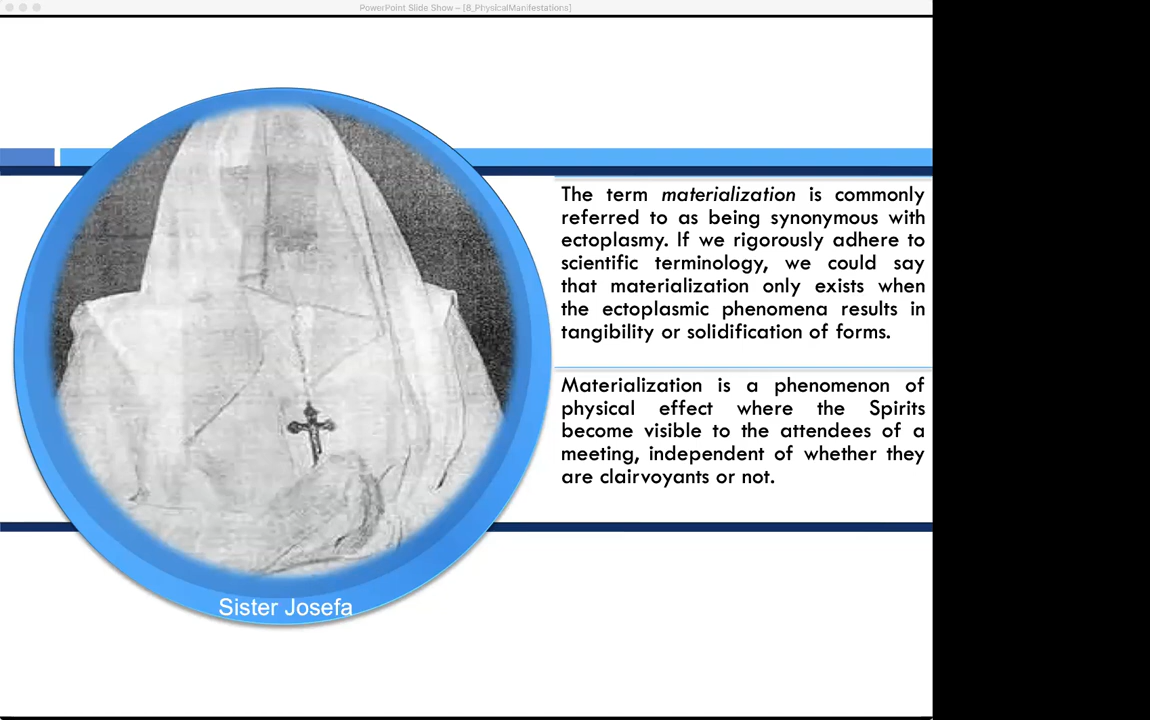 PowerPoint Slide Show – [8_PhysicalManifestations]
The term materialization is commonly
referred to as being synonymous with
ectoplasmy. If we rigorously adhere to
scientific terminology, we could say
that materialization only exists when
the ectoplasmic phenomena results in
tangibility or solidification of forms.
Materialization is a phenomenon of
physical effect where the Spirits
become visible to the attendees of a
meeting, independent of whether they
are clairvoyants or not.
Sister Josefa